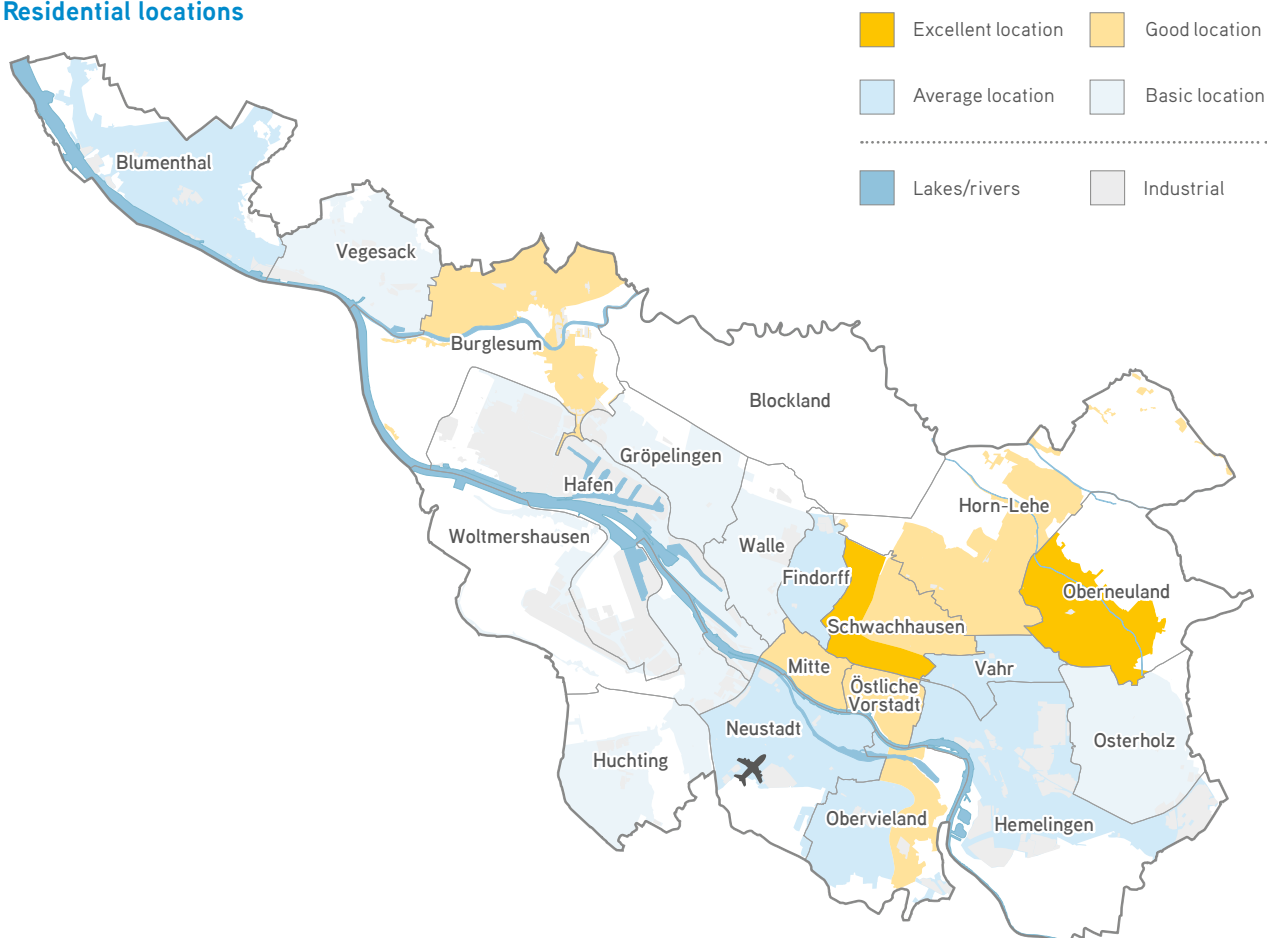 Residential locations
Excellent location
Good location
Average location
Basic location
Lakes/rivers
Industrial
Blumenthal
Vegesack
Burglesum
Blockland
Gröpelingen
Hafen
Horn-Lehe
Woltmershausen
Walle
Findorff
Oberneuland
Schwachhausen
Mitte
Vahr
Östliche
Vorstadt
Neustadt
Osterholz
Huchting
Obervieland
Hemelingen